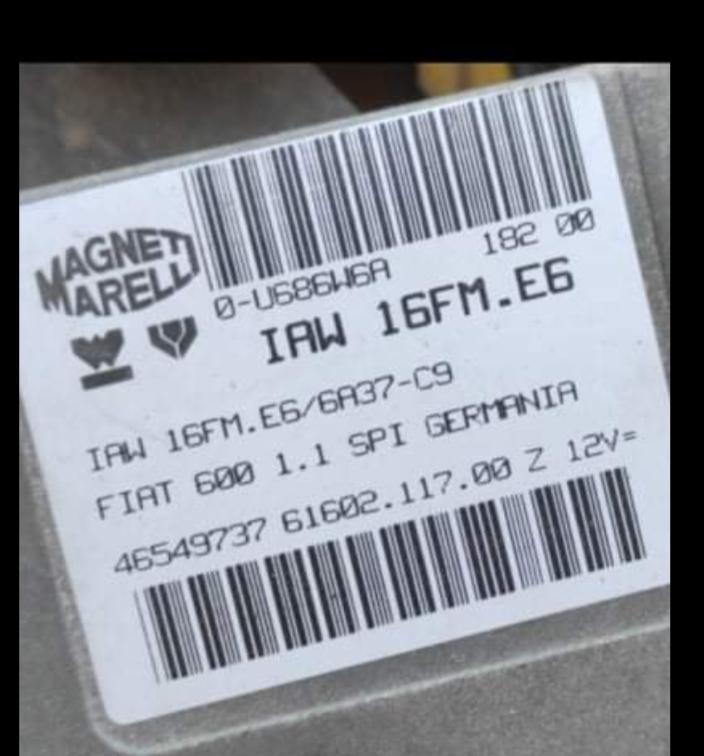 MAGNETI
MARELLI
182 00
0-U686W6A
IAW 16FM.E6
IAW 16FM.E6/6A37-C9
FIAT 600 1.1 SPI GERMANIA
46549737 61602.117.00 Z 12V=